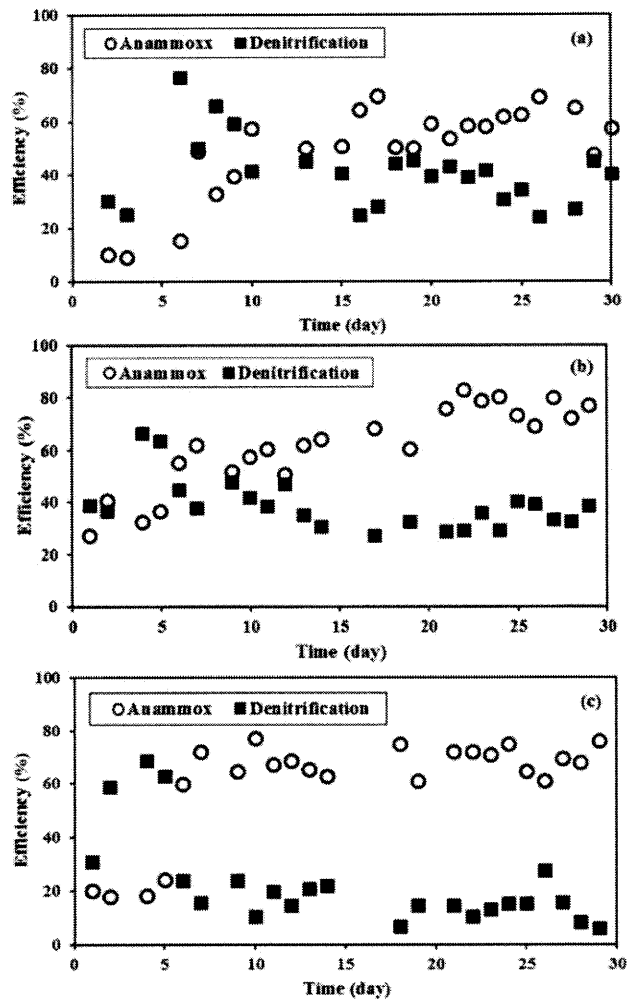 100
Anammoxx Denitrification (a)
80
60
40
20
0
Efficiency (%)
0 5 10 15 20 25 30
Time (day)
100
Anammox Denitrification (b)
80
60
40
20
0
Efficiency (%)
0 5 10 15 20 25 30
Time (day)
100
Anammox Denitrification (c)
80
60
40
20
0
Efficiency (%)
0 5 10 15 20 25 30
Time (day)